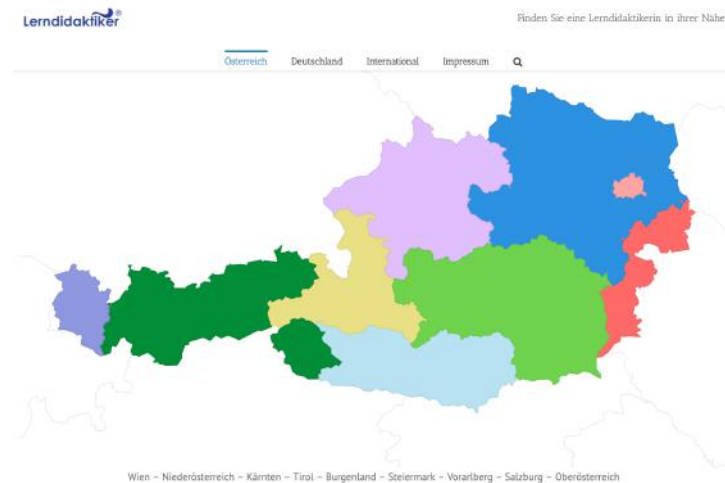 Lerndidaktiker®
Finden Sie eine Lerndidaktikerin in ihrer Nähe
Österreich Deutschland International Impressum
Wien – Niederösterreich – Kärnten – Tirol – Burgenland – Steiermark – Vorarlberg – Salzburg – Oberösterreich